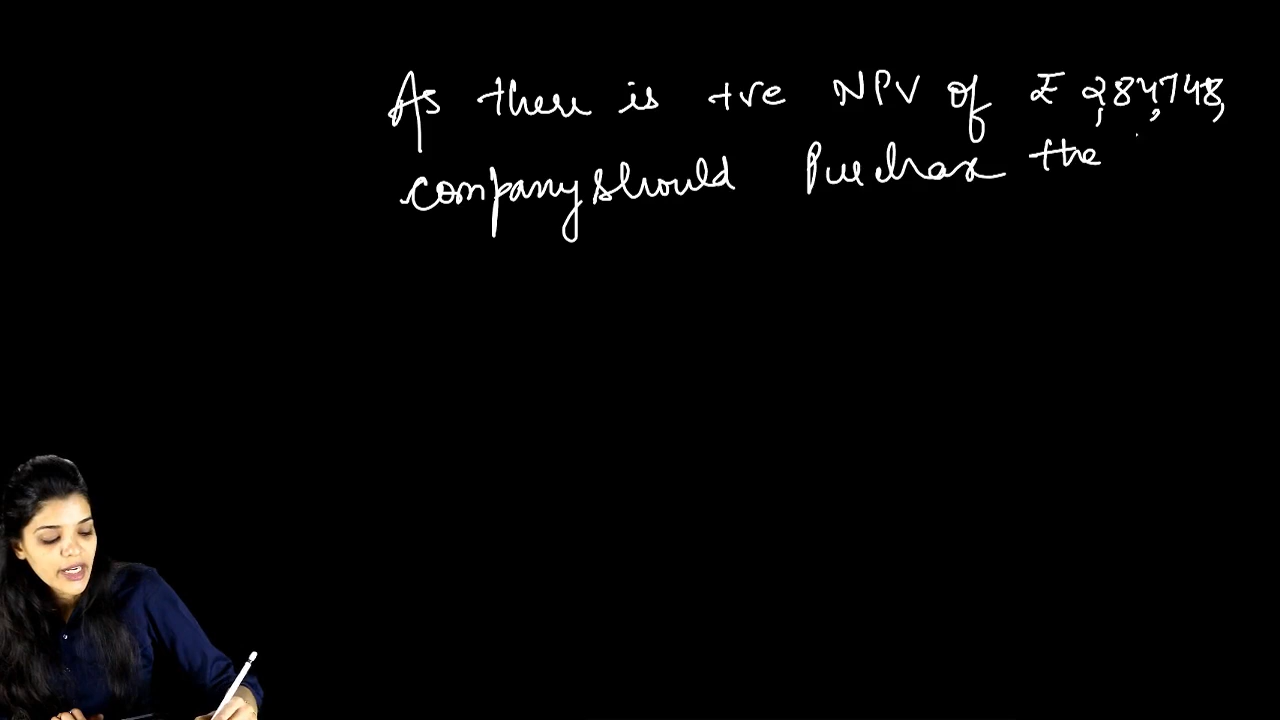 As there is +ve NPV of ₹ 2,84,748,
company should Purchase the